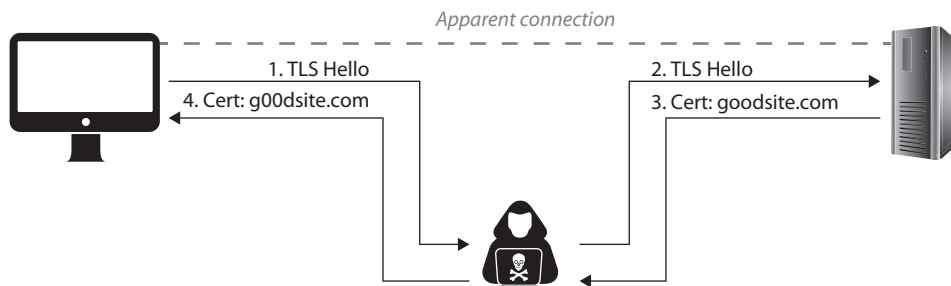 Apparent connection
1. TLS Hello
2. TLS Hello
4. Cert: g00dsite.com
3. Cert: goodsite.com